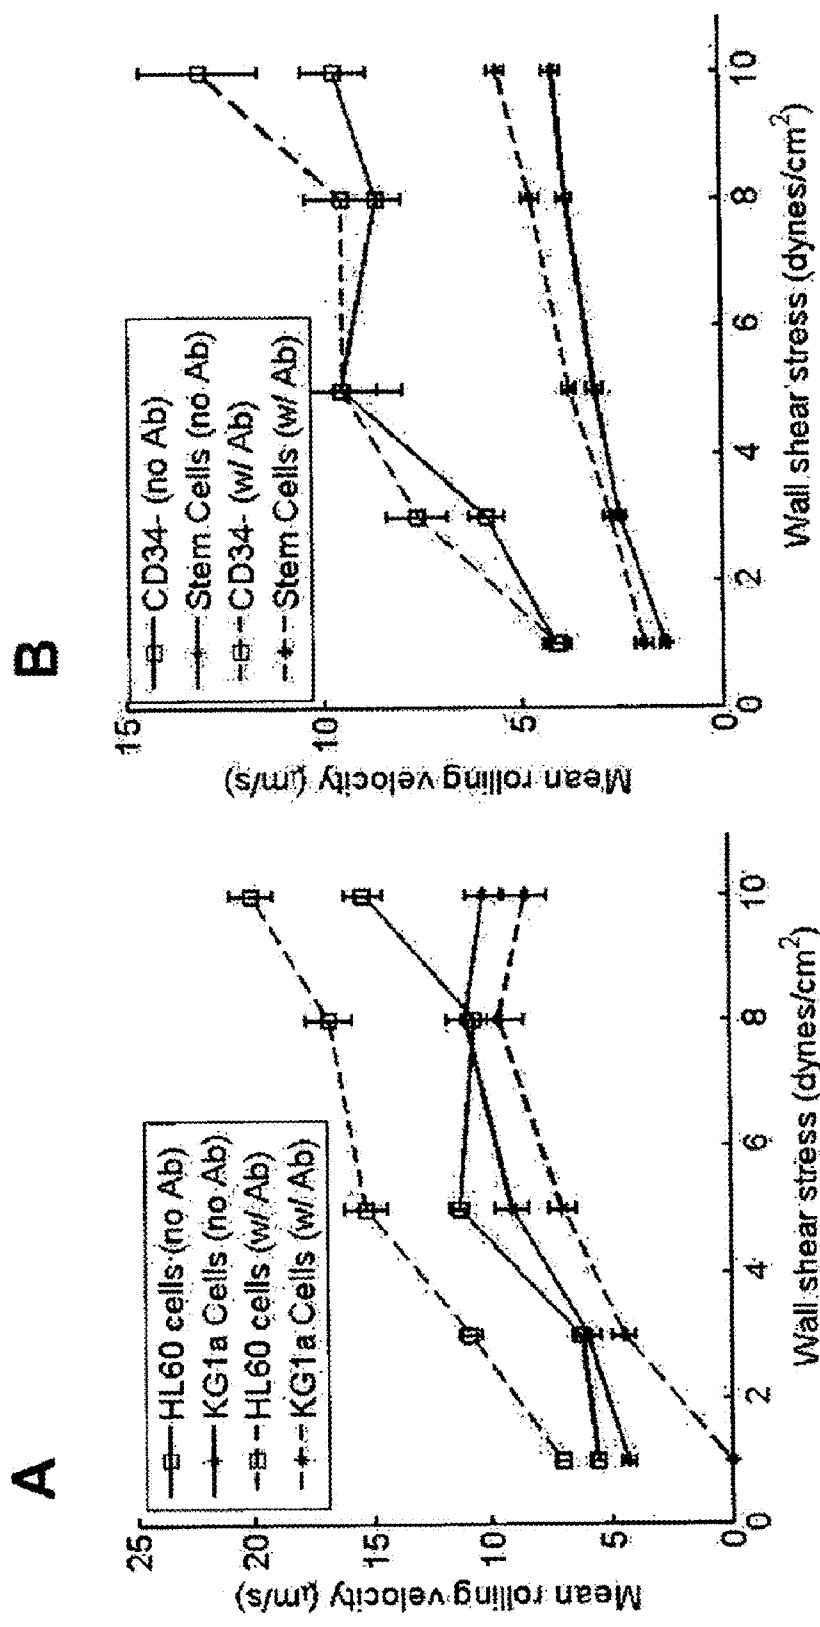 A
25
20
15
10
5
0
Mean rolling velocity (μm/s)
HL60 cells (no Ab)
KG1a Cells (no Ab)
HL60 cells (w/ Ab)
KG1a Cells (w/ Ab)
0 2 4 6 8 10
Wall shear stress (dynes/cm²)
B
15
10
5
0
Mean rolling velocity (μm/s)
CD34- (no Ab)
Stem Cells (no Ab)
CD34- (w/ Ab)
Stem Cells (w/ Ab)
0 2 4 6 8 10
Wall shear stress (dynes/cm²)